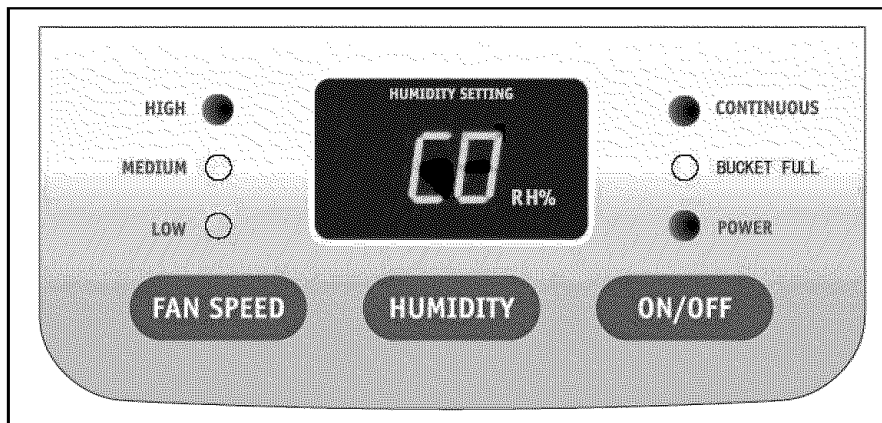 HUMIDITY SETTING
HIGH
CONTINUOUS
MEDIUM
CO
BUCKET FULL
RH%
LOW
POWER
FAN SPEED
HUMIDITY
ON/OFF